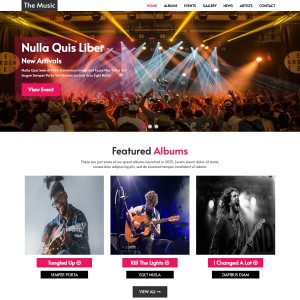 The Music
HOME ALBUMS EVENTS GALLERY NEWS ARTISTS CONTACT
Nulla Quis Liber
New Arrivals
View Event
Featured Albums
These are just some of our great albums launched in 2015. Lorem ipsum dolor sit amet,
consectetur adipiscing elit, sed do eiusmod tempor incididunt ut labore.
Tangled Up
Kill The Lights
I Changed A Lot
SEMPER PORTA
EGET NULLA
DAPIBUS DIAM
VIEW ALL